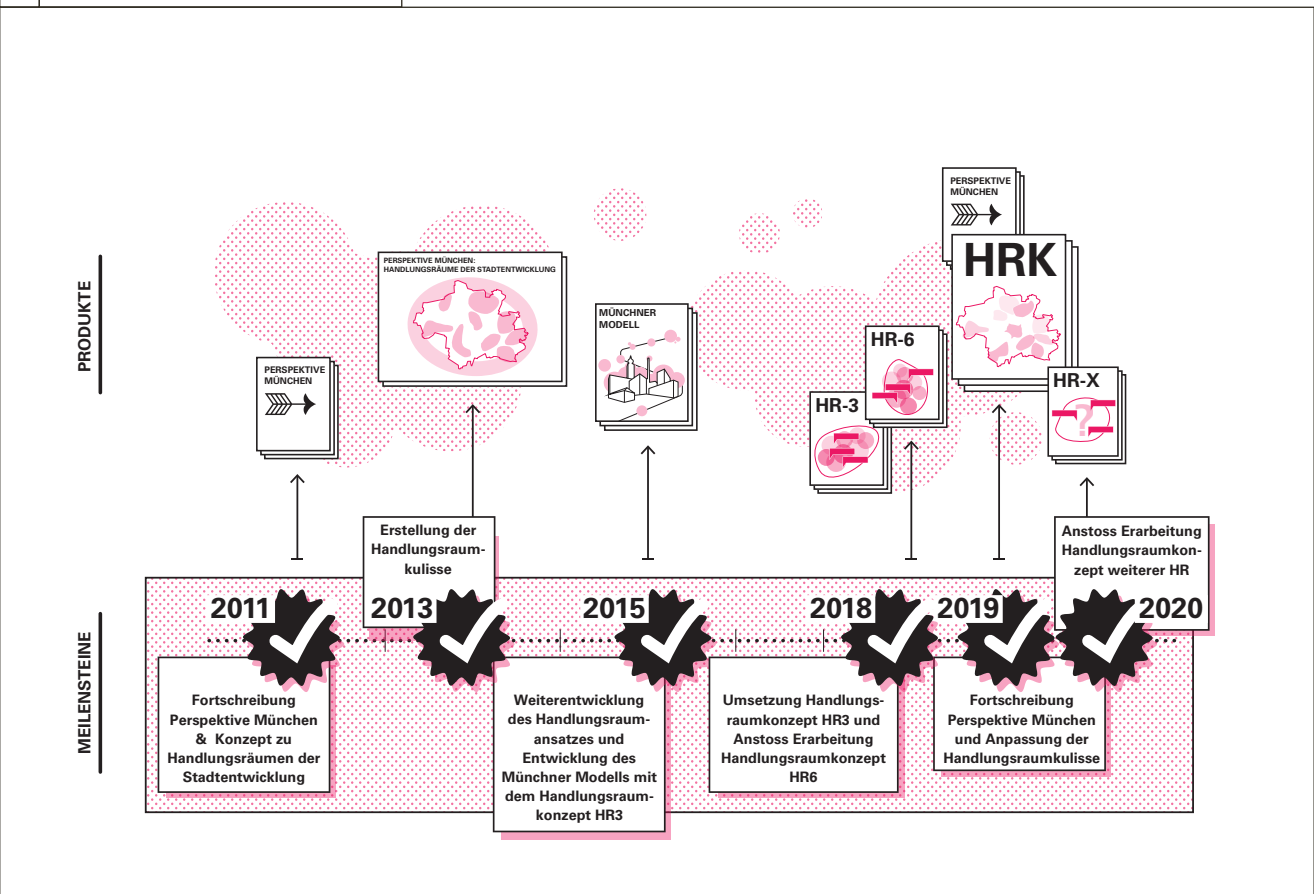 PRODUKTE
PERSPEKTIVE
MÜNCHEN
PERSPEKTIVE MÜNCHEN:
HANDLUNGSRÄUME DER STADTENTWICKLUNG
MÜNCHNER
MODELL
HR-3
HR-6
PERSPEKTIVE
MÜNCHEN
HRK
HR-X
?
MEILENSTEINE
2011
Fortschreibung
Perspektive München
& Konzept zu
Handlungsräumen der
Stadtentwicklung
Erstellung der
Handlungsraum-
kulisse
2013
2015
Weiterentwicklung
des Handlungsraum-
ansatzes und
Entwicklung des
Münchner Modells mit
dem Handlungsraum-
konzept HR3
2018
Umsetzung Handlungs-
raumkonzept HR3 und
Anstoss Erarbeitung
Handlungsraumkonzept
HR6
2019
Fortschreibung
Perspektive München
und Anpassung der
Handlungsraumkulisse
Anstoss Erarbeitung
Handlungsraumkon-
zept weiterer HR
2020